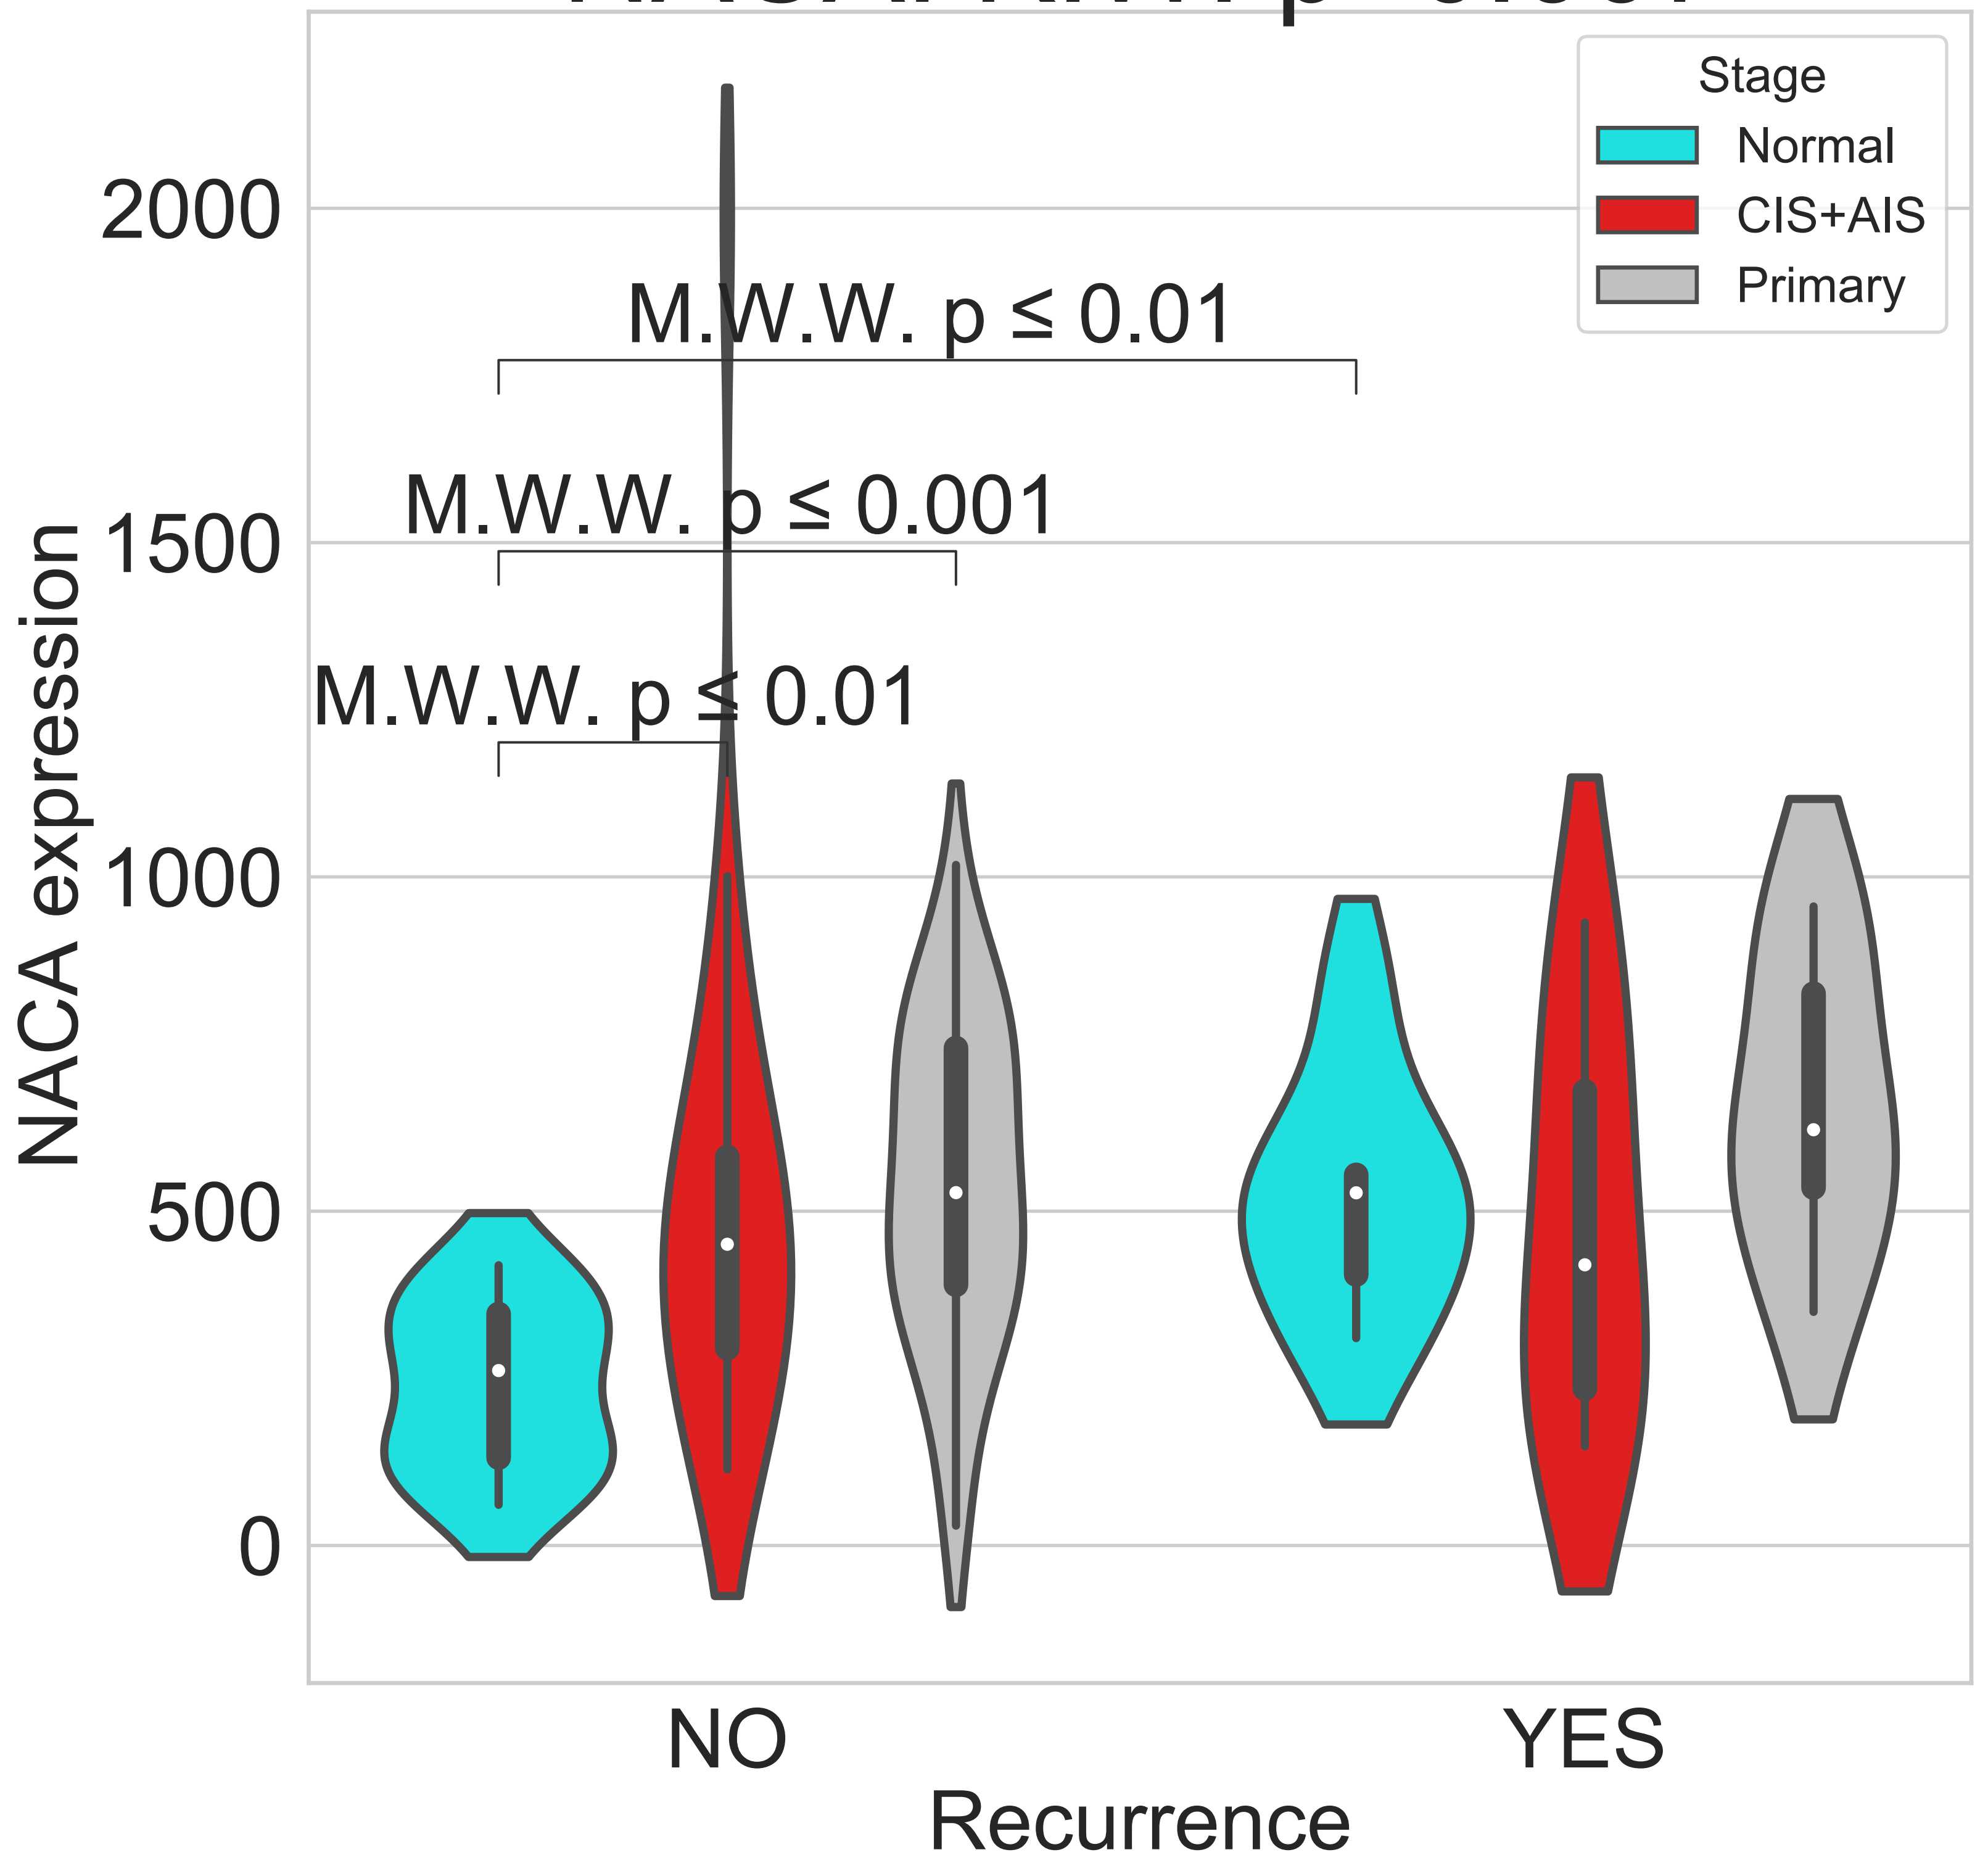 Stage
Normal
CIS+AIS
Primary
2000
1500
1000
500
0
NACA expression
M.W.W. p ≤ 0.01
M.W.W. p ≤ 0.001
M.W.W. p ≤ 0.01
NO
YES
Recurrence